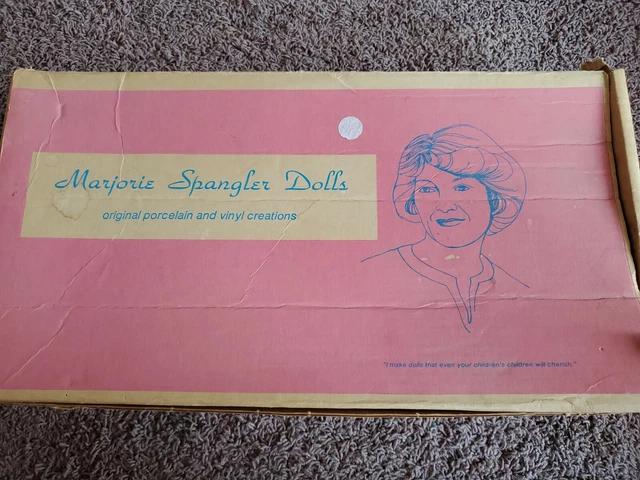 Marjorie Spangler Dolls
original porcelain and vinyl creations
"I make dolls that even your children's children will cherish."